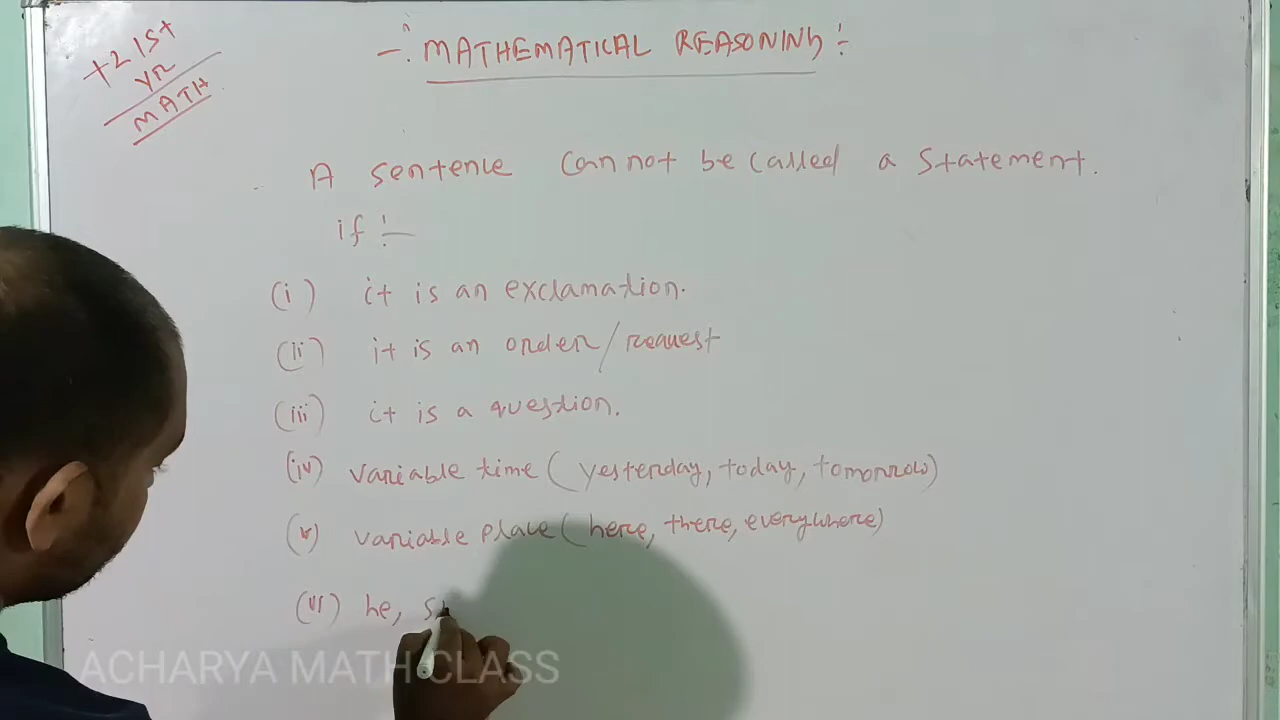 +2 1st
YR
MATH
-: MATHEMATICAL REASONING :-
A sentence cannot be called a statement.
if :-
(i) it is an exclamation.
(ii) it is an order/request
(iii) it is a question.
(iv) variable time (yesterday, today, tomorrow)
(v) variable place (here, there, everywhere)
(vi) he, s
ACHARYA MATH CLASS